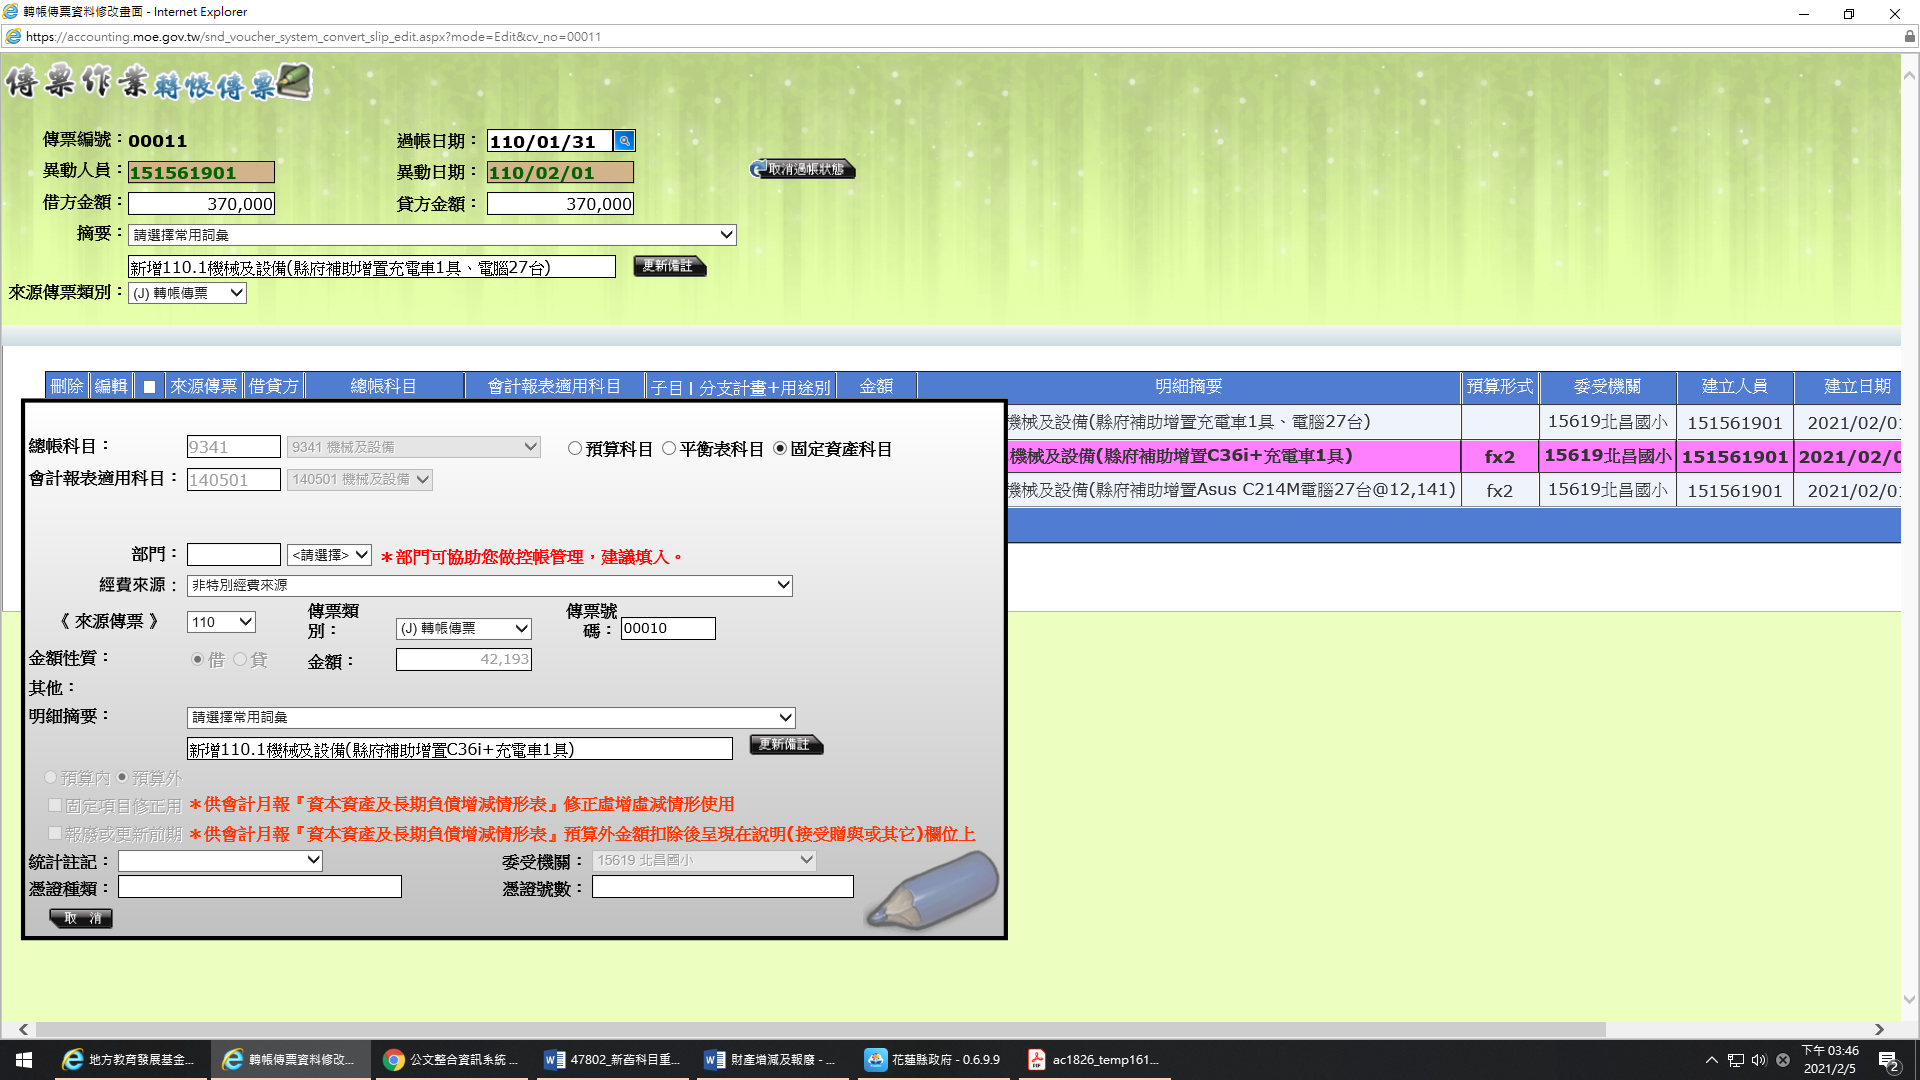 轉帳傳票資料修改畫面 - Internet Explorer
https://accounting.moe.gov.tw/snd_voucher_system_convert_slip_edit.aspx?mode=Edit&cv_no=00011
傳票作業 轉帳傳票
傳票編號：00011 過帳日期：110/01/31
異動人員：151561901 異動日期：110/02/01 取消過帳狀態
借方金額：370,000 貸方金額：370,000
摘要：請選擇常用詞彙
新增110.1機械及設備(縣府補助增置充電車1具、電腦27台) 更新備註
來源傳票類別：(J) 轉帳傳票
刪除 編輯 來源傳票 借貸方 總帳科目 會計報表適用科目 子目 | 分支計畫+用途別 金額 明細摘要 預算形式 委受機關 建立人員 建立日期
機械及設備(縣府補助增置充電車1具、電腦27台) 15619北昌國小 151561901 2021/02/01
機械及設備(縣府補助增置C36i+充電車1具) fx2 15619北昌國小 151561901 2021/02/0
機械及設備(縣府補助增置Asus C214M電腦27台@12,141) fx2 15619北昌國小 151561901 2021/02/01
總帳科目：9341 9341 機械及設備 預算科目 平衡表科目 固定資產科目
會計報表適用科目：140501 140501 機械及設備
部門：<請選擇> ＊部門可協助您做控帳管理，建議填入。
經費來源：非特別經費來源
《 來源傳票 》 110 傳票類別：(J) 轉帳傳票 傳票號碼：00010
金額性質：借 貸 金額：42,193
其他：
明細摘要：請選擇常用詞彙
新增110.1機械及設備(縣府補助增置C36i+充電車1具) 更新備註
預算內 預算外
固定項目修正用 ＊供會計月報『資本資產及長期負債增減情形表』修正虛增虛減情形使用
報廢或更新前期 ＊供會計月報『資本資產及長期負債增減情形表』預算外金額扣除後呈現在說明(接受贈與或其它)欄位上
統計註記： 委受機關：15619 北昌國小
憑證種類： 憑證號數：
取 消
地方教育發展基金... 轉帳傳票資料修改... 公文整合資訊系統 ... 47802_新莟科目重... 財產增減及報廢 - ... 花蓮縣政府 - 0.6.9.9 ac1826_temp161...
下午 03:46
2021/2/5
2